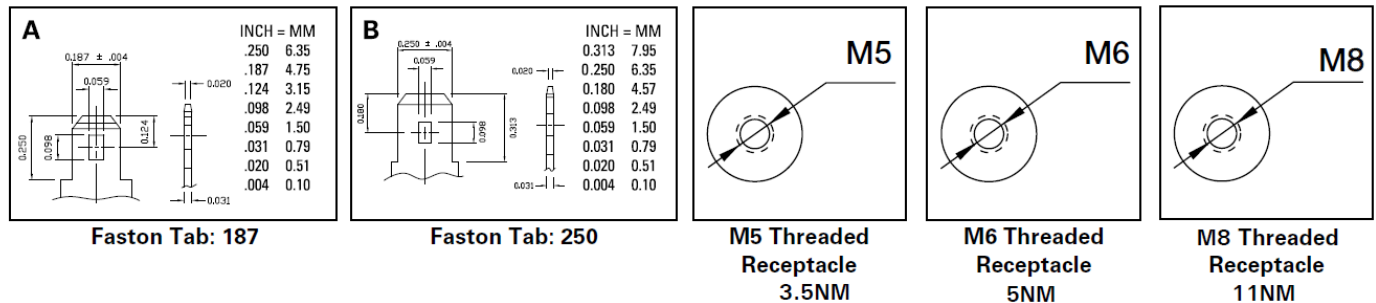 A
INCH = MM
.250 6.35
.187 4.75
.124 3.15
.098 2.49
.059 1.50
.031 0.79
.020 0.51
.004 0.10
0.187 ± .004
0.059
0.020
0.250
0.098
0.124
0.031
Faston Tab: 187
B
INCH = MM
0.313 7.95
0.250 6.35
0.180 4.57
0.098 2.49
0.059 1.50
0.031 0.79
0.020 0.51
0.004 0.10
0.250 ± .004
0.059
0.020
0.180
0.098
0.313
0.031
Faston Tab: 250
M5
M5 Threaded
Receptacle
3.5NM
M6
M6 Threaded
Receptacle
5NM
M8
M8 Threaded
Receptacle
11NM